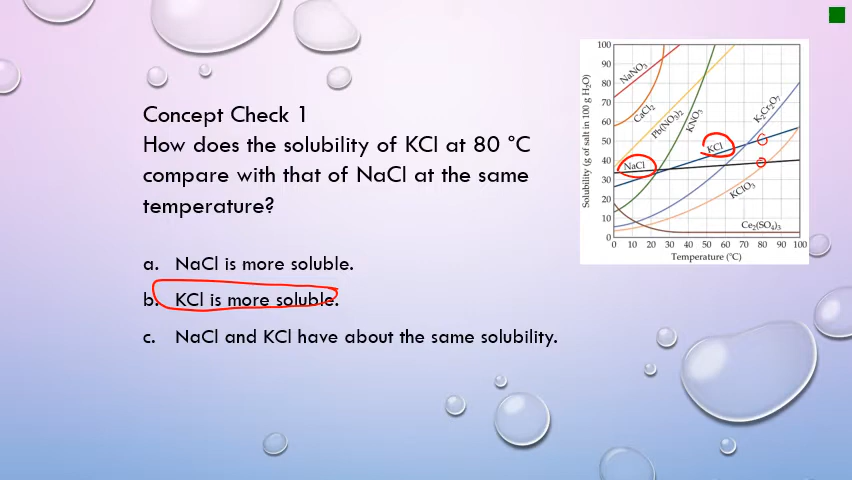 Concept Check 1
How does the solubility of KCl at 80 °C
compare with that of NaCl at the same
temperature?
a. NaCl is more soluble.
b. KCl is more soluble.
c. NaCl and KCl have about the same solubility.
Solubility (g of salt in 100 g H₂O)
100
90
80
70
60
50
40
30
20
10
0
NaNO₃
CaCl₂
Pb(NO₃)₂
KNO₃
K₂Cr₂O₇
KCl
NaCl
KClO₃
Ce₂(SO₄)₃
0 10 20 30 40 50 60 70 80 90 100
Temperature (°C)